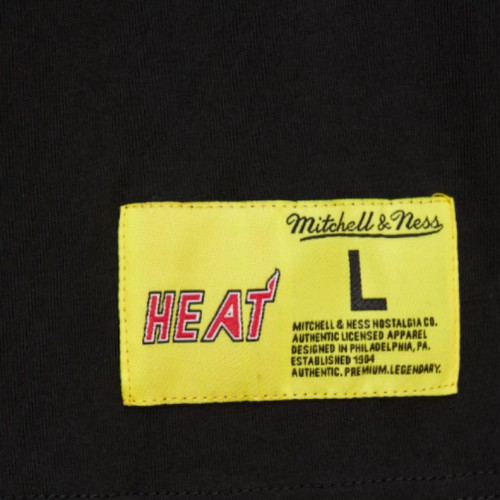 Mitchell & Ness
HEAT
L
MITCHELL & NESS NOSTALGIA CO.
AUTHENTIC LICENSED APPAREL
DESIGNED IN PHILADELPHIA, PA.
ESTABLISHED 1904
AUTHENTIC. PREMIUM. LEGENDARY.